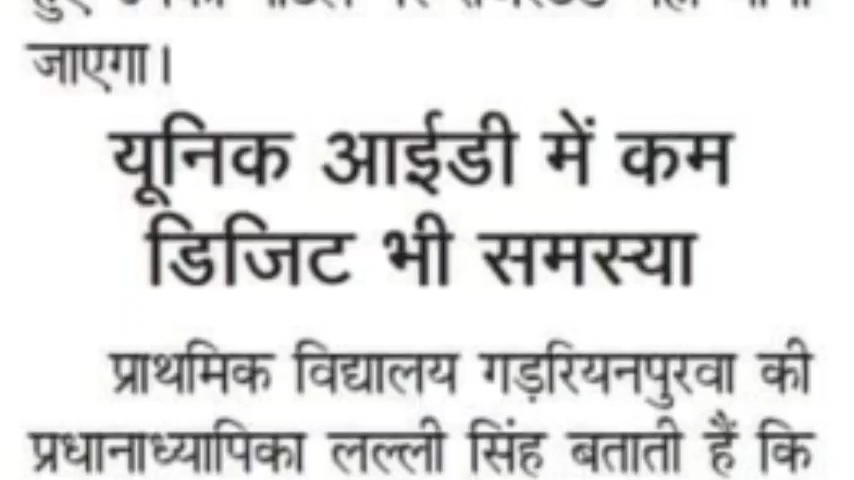 जाएगा।
यूनिक आईडी में कम
डिजिट भी समस्या
प्राथमिक विद्यालय गड़रियनपुरवा की
प्रधानाध्यापिका लल्ली सिंह बताती हैं कि